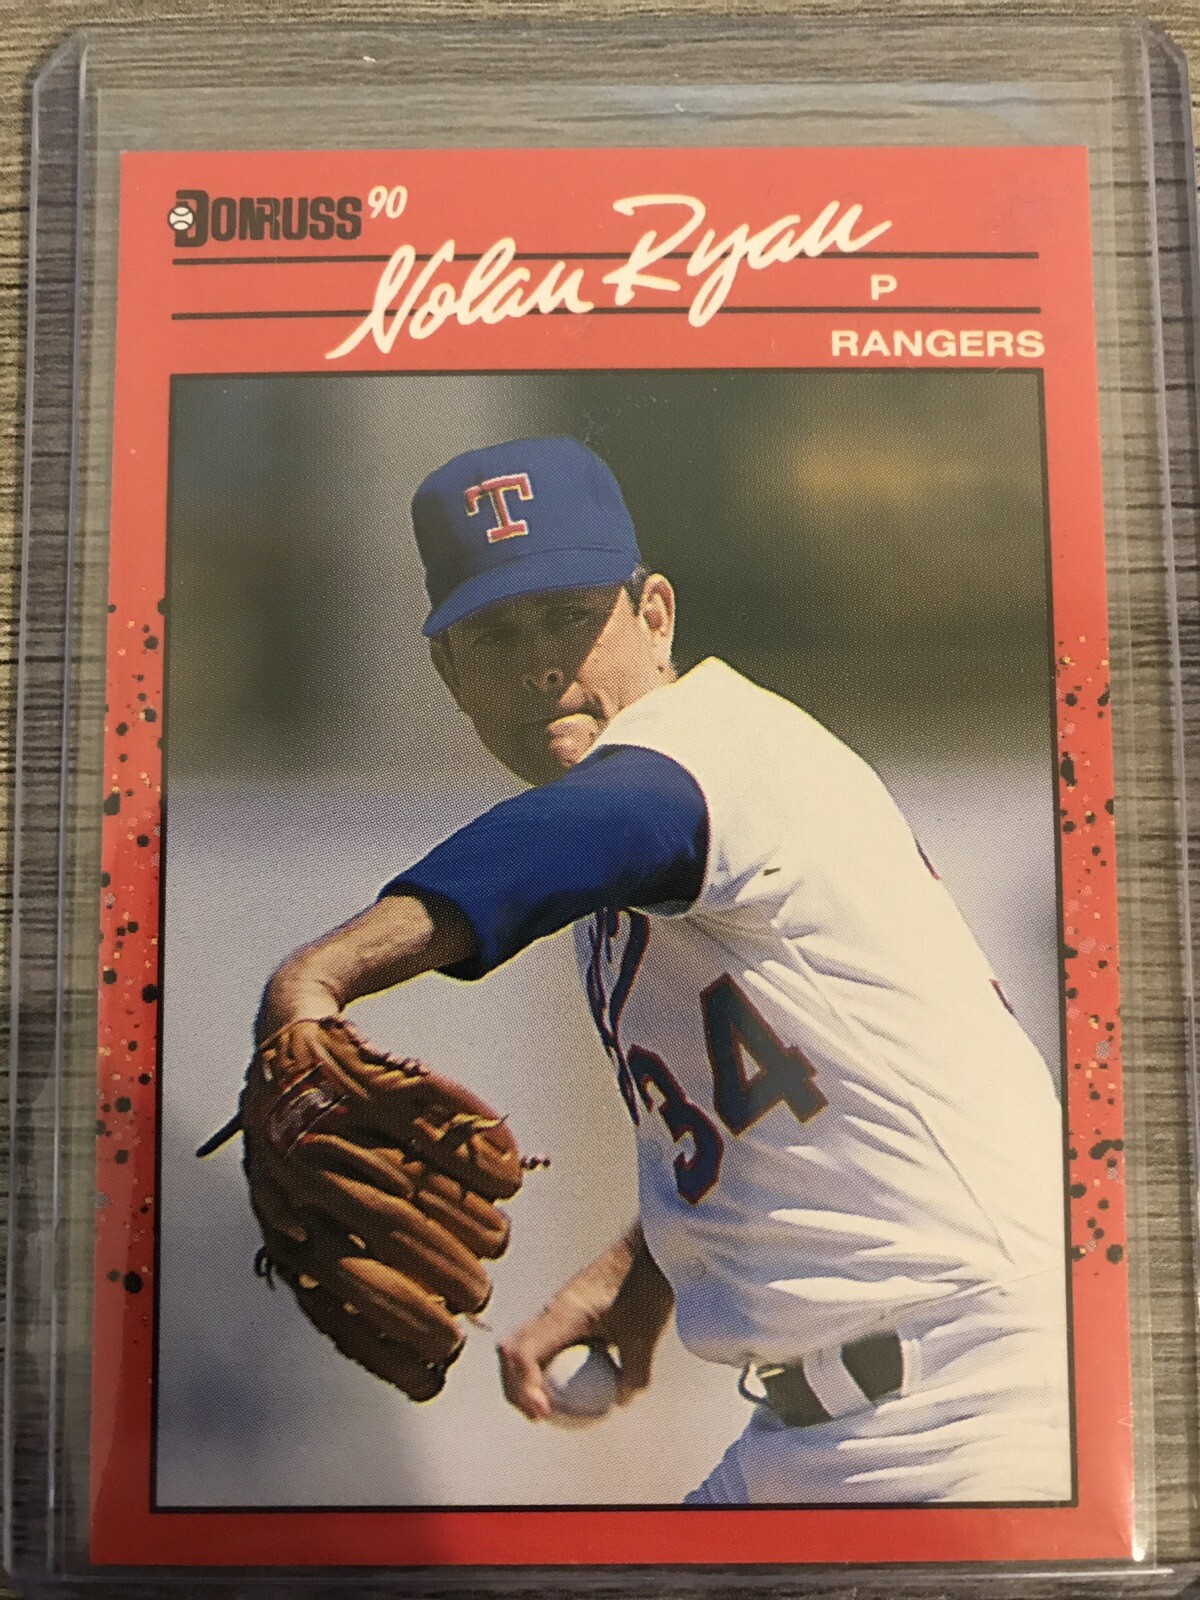 DONRUSS 90
Nolan Ryan
P
RANGERS
T
34